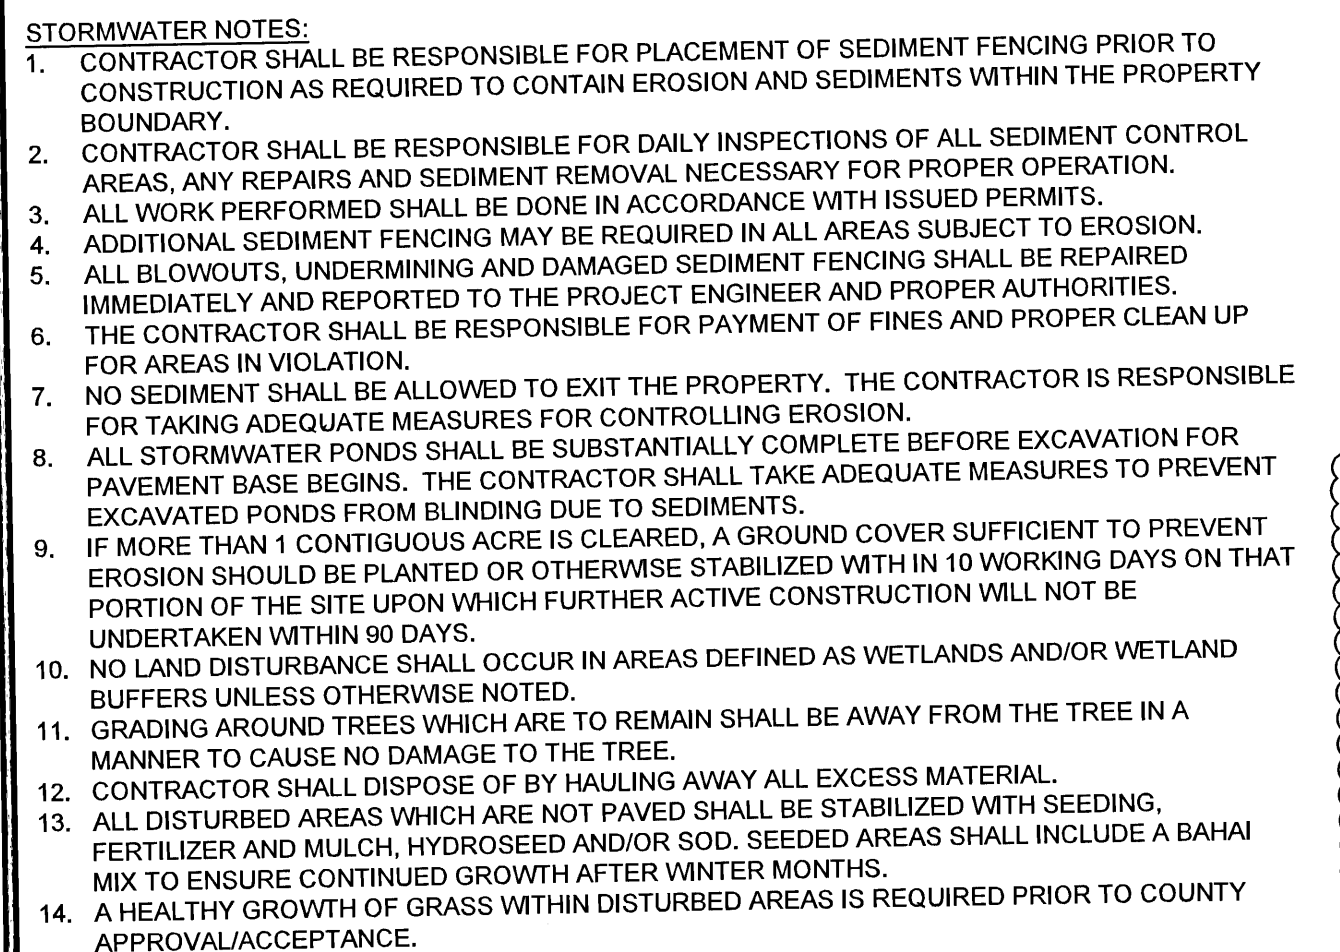 STORMWATER NOTES:
1. CONTRACTOR SHALL BE RESPONSIBLE FOR PLACEMENT OF SEDIMENT FENCING PRIOR TO
CONSTRUCTION AS REQUIRED TO CONTAIN EROSION AND SEDIMENTS WITHIN THE PROPERTY
BOUNDARY.
2. CONTRACTOR SHALL BE RESPONSIBLE FOR DAILY INSPECTIONS OF ALL SEDIMENT CONTROL
AREAS, ANY REPAIRS AND SEDIMENT REMOVAL NECESSARY FOR PROPER OPERATION.
3. ALL WORK PERFORMED SHALL BE DONE IN ACCORDANCE WITH ISSUED PERMITS.
4. ADDITIONAL SEDIMENT FENCING MAY BE REQUIRED IN ALL AREAS SUBJECT TO EROSION.
5. ALL BLOWOUTS, UNDERMINING AND DAMAGED SEDIMENT FENCING SHALL BE REPAIRED
IMMEDIATELY AND REPORTED TO THE PROJECT ENGINEER AND PROPER AUTHORITIES.
6. THE CONTRACTOR SHALL BE RESPONSIBLE FOR PAYMENT OF FINES AND PROPER CLEAN UP
FOR AREAS IN VIOLATION.
7. NO SEDIMENT SHALL BE ALLOWED TO EXIT THE PROPERTY. THE CONTRACTOR IS RESPONSIBLE
FOR TAKING ADEQUATE MEASURES FOR CONTROLLING EROSION.
8. ALL STORMWATER PONDS SHALL BE SUBSTANTIALLY COMPLETE BEFORE EXCAVATION FOR
PAVEMENT BASE BEGINS. THE CONTRACTOR SHALL TAKE ADEQUATE MEASURES TO PREVENT
EXCAVATED PONDS FROM BLINDING DUE TO SEDIMENTS.
9. IF MORE THAN 1 CONTIGUOUS ACRE IS CLEARED, A GROUND COVER SUFFICIENT TO PREVENT
EROSION SHOULD BE PLANTED OR OTHERWISE STABILIZED WITH IN 10 WORKING DAYS ON THAT
PORTION OF THE SITE UPON WHICH FURTHER ACTIVE CONSTRUCTION WILL NOT BE
UNDERTAKEN WITHIN 90 DAYS.
10. NO LAND DISTURBANCE SHALL OCCUR IN AREAS DEFINED AS WETLANDS AND/OR WETLAND
BUFFERS UNLESS OTHERWISE NOTED.
11. GRADING AROUND TREES WHICH ARE TO REMAIN SHALL BE AWAY FROM THE TREE IN A
MANNER TO CAUSE NO DAMAGE TO THE TREE.
12. CONTRACTOR SHALL DISPOSE OF BY HAULING AWAY ALL EXCESS MATERIAL.
13. ALL DISTURBED AREAS WHICH ARE NOT PAVED SHALL BE STABILIZED WITH SEEDING,
FERTILIZER AND MULCH, HYDROSEED AND/OR SOD. SEEDED AREAS SHALL INCLUDE A BAHAI
MIX TO ENSURE CONTINUED GROWTH AFTER WINTER MONTHS.
14. A HEALTHY GROWTH OF GRASS WITHIN DISTURBED AREAS IS REQUIRED PRIOR TO COUNTY
APPROVAL/ACCEPTANCE.